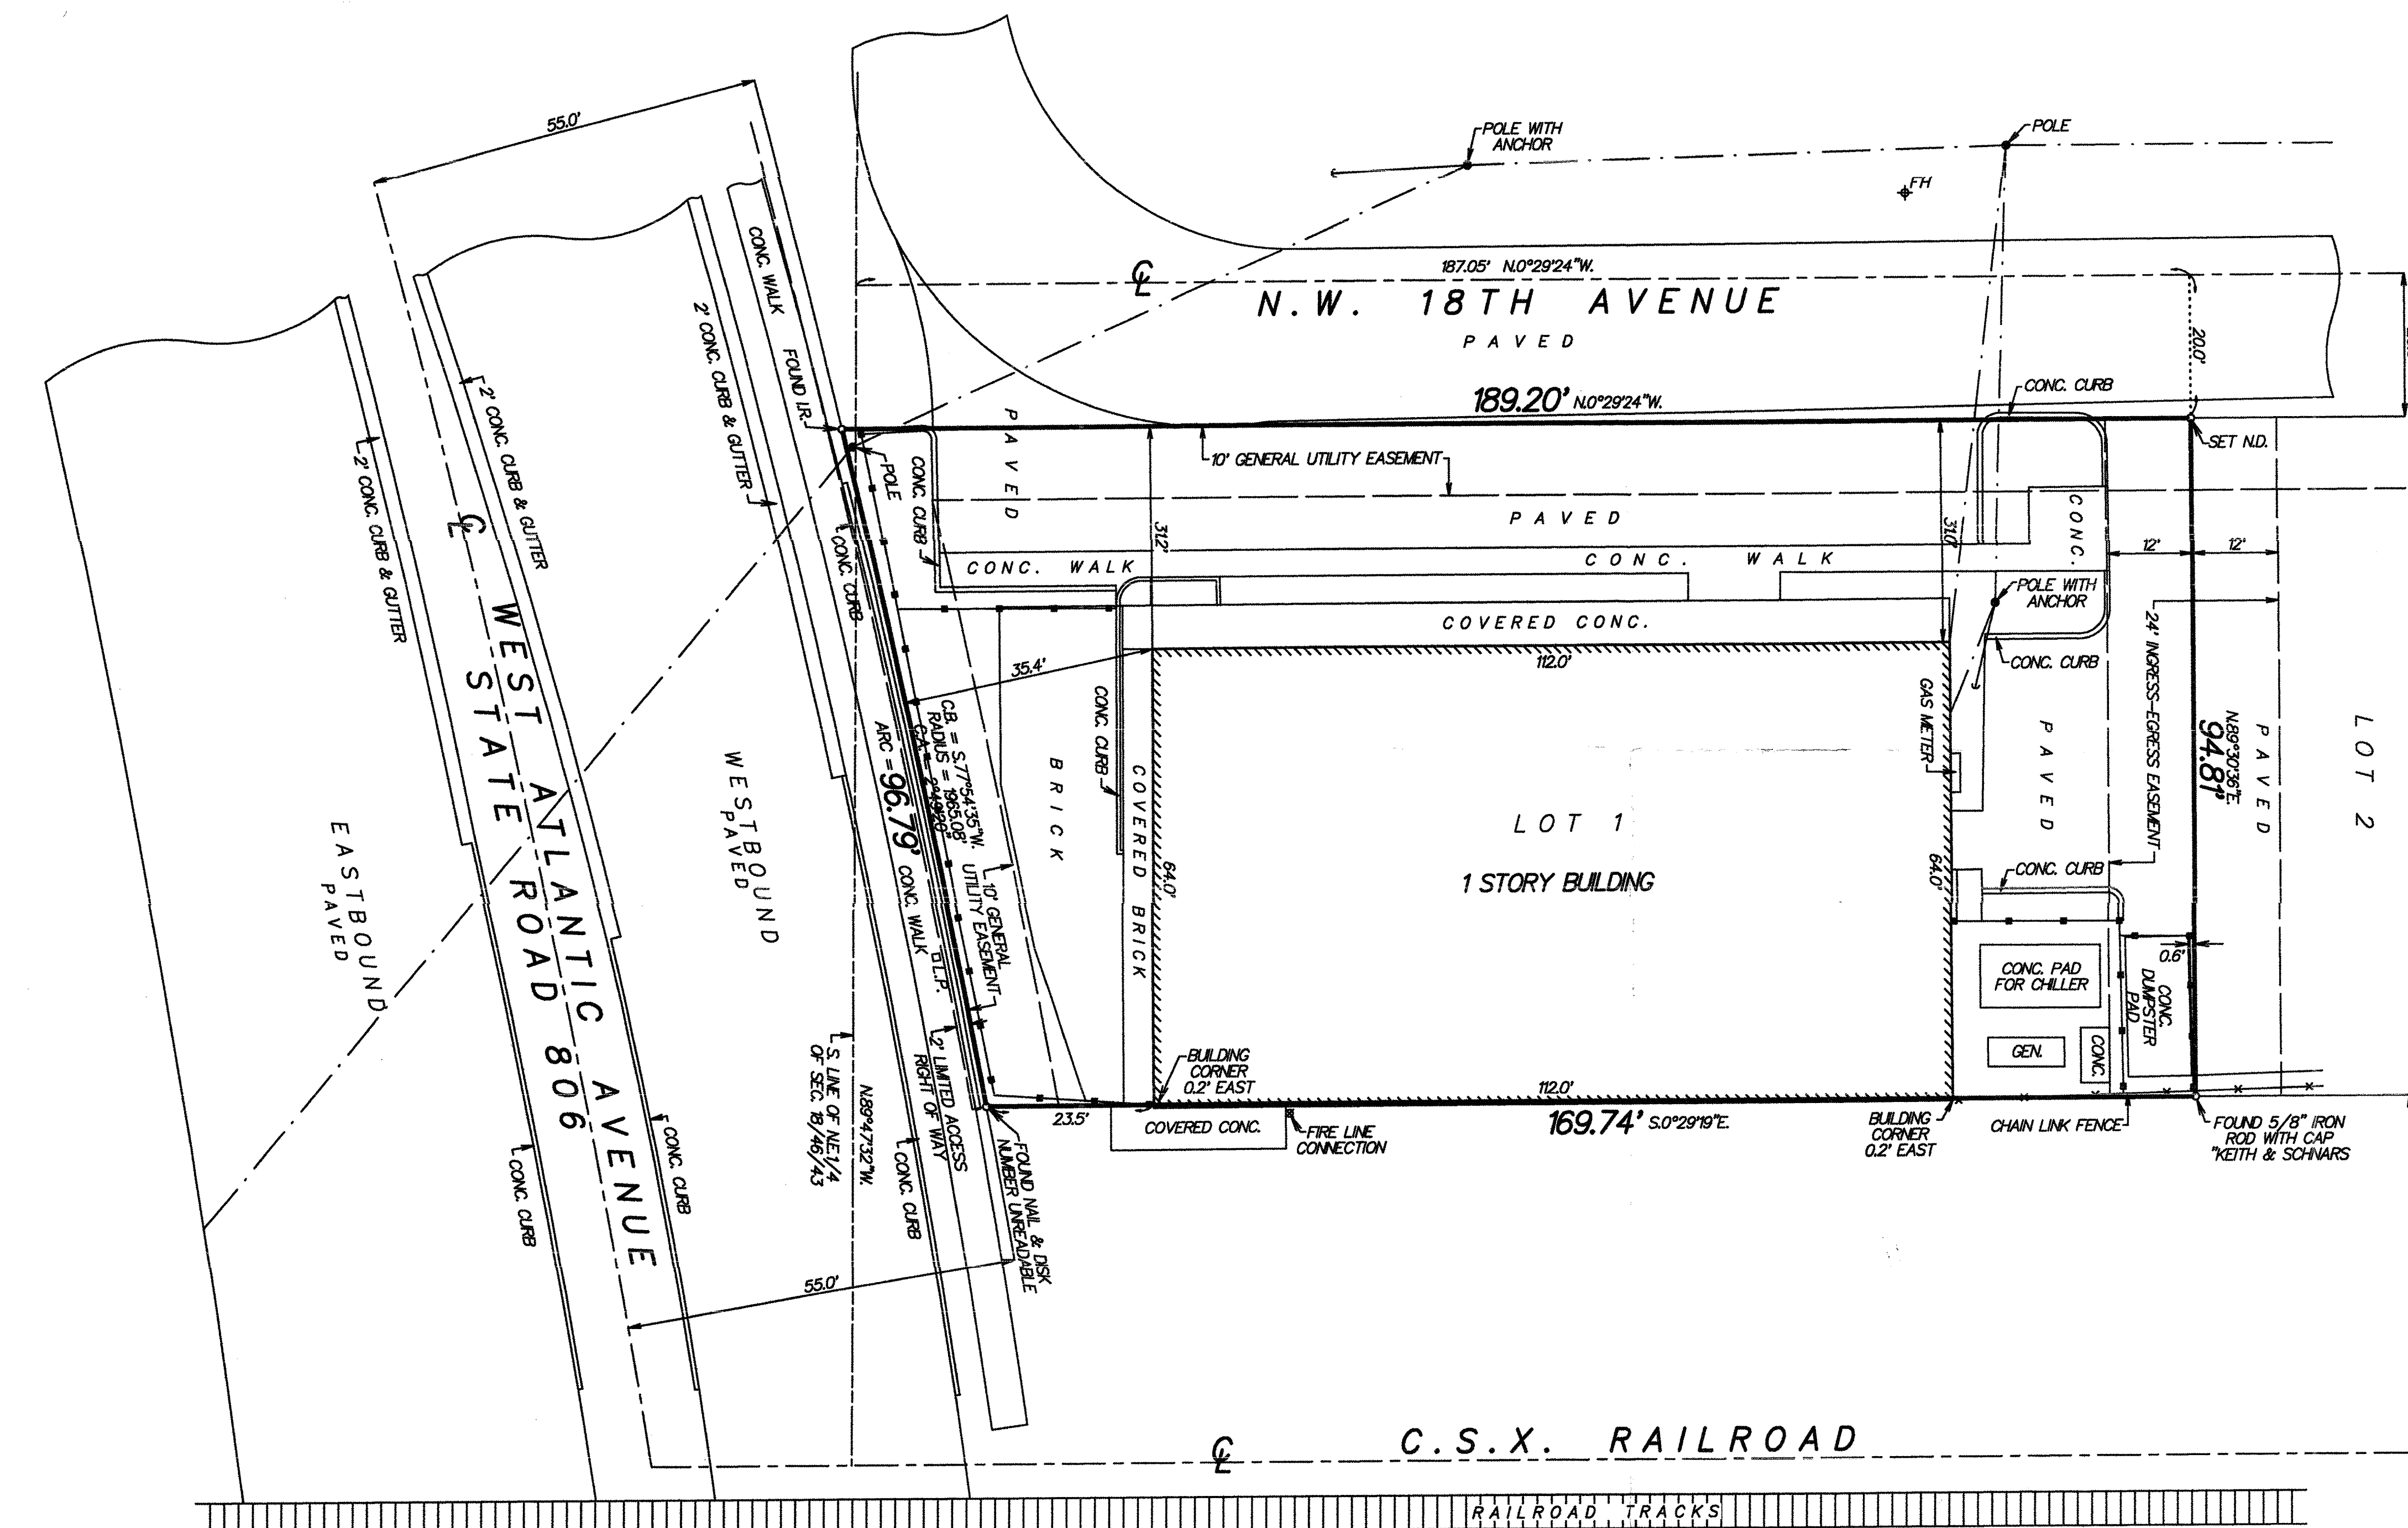 55.0'
POLE WITH
ANCHOR
POLE
FH
187.05' N.0°29'24"W.
℄
N.W. 18TH AVENUE
PAVED
20.0'
CONC. CURB
189.20' N.0°29'24"W.
SET N.D.
CONC. WALK
FOUND I.R.
2' CONC. CURB & GUTTER
2' CONC. CURB & GUTTER
2' CONC. CURB & GUTTER
℄
WEST ATLANTIC AVENUE
STATE ROAD 806
EASTBOUND
PAVED
WESTBOUND
PAVED
POLE
CONC. CURB
CONC. CURB
PAVED
10' GENERAL UTILITY EASEMENT
31.2'
PAVED
31.0'
CONC.
12'
12'
CONC. WALK
CONC. WALK
COVERED CONC.
POLE WITH
ANCHOR
CONC. CURB
24' INGRESS-EGRESS EASEMENT
35.4'
112.0'
C.B. = S.77°54'35"W.
RADIUS = 1965.08'
C.A. = 2°49'20"
ARC = 96.79'
CONC. WALK
10' GENERAL
UTILITY EASEMENT
L.P.
2' LIMITED ACCESS
RIGHT OF WAY
BRICK
CONC. CURB
COVERED BRICK
64.0'
LOT 1
1 STORY BUILDING
GAS METER
64.0'
PAVED
N.89°30'36"E.
94.81'
PAVED
LOT 2
CONC. CURB
0.6'
CONC. PAD
FOR CHILLER
CONC.
DUMPSTER
PAD
GEN.
CONC.
BUILDING
CORNER
0.2' EAST
112.0'
23.5'
COVERED CONC.
FIRE LINE
CONNECTION
169.74' S.0°29'19"E.
BUILDING
CORNER
0.2' EAST
CHAIN LINK FENCE
FOUND 5/8" IRON
ROD WITH CAP
"KEITH & SCHNARS
S. LINE OF NE.1/4
OF SEC. 18/46/43
N.89°47'32"W.
CONC. CURB
CONC. CURB
CONC. CURB
FOUND NAIL & DISK
NUMBER UNREADABLE
55.0'
℄
C.S.X. RAILROAD
RAILROAD TRACKS